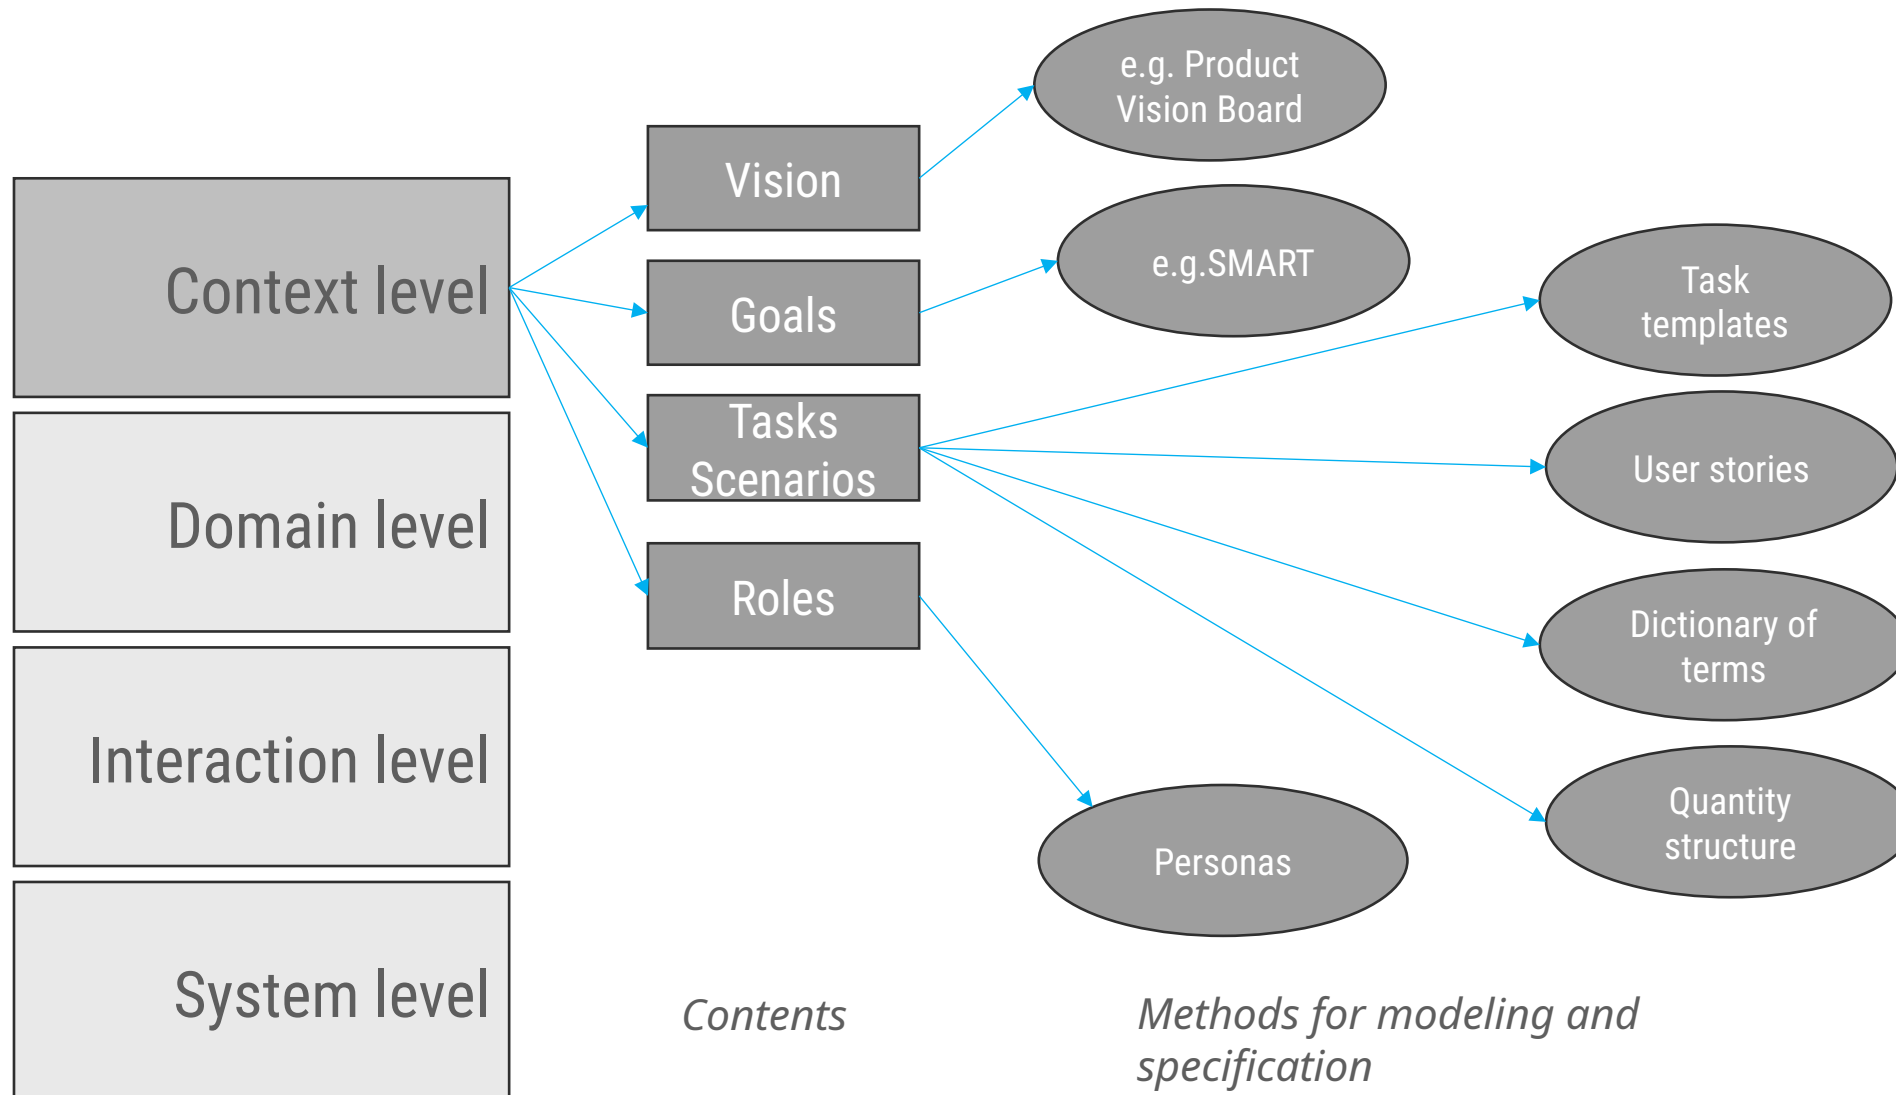 Context level
Domain level
Interaction level
System level
Vision
Goals
Tasks
Scenarios
Roles
Contents
e.g. Product
Vision Board
e.g.SMART
Personas
Task
templates
User stories
Dictionary of
terms
Quantity
structure
Methods for modeling and
specification